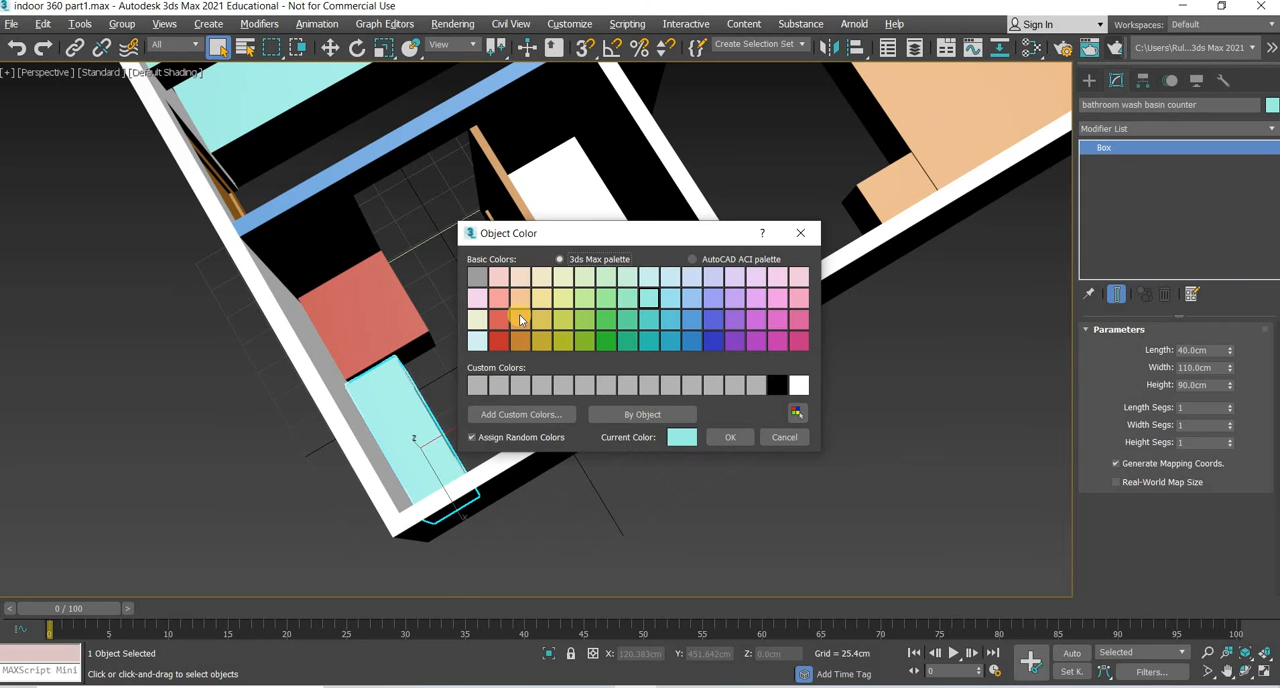 indoor 360 part1.max - Autodesk 3ds Max 2021 Educational - Not for Commercial Use
File Edit Tools Group Views Create Modifiers Animation Graph Editors Rendering Civil View Customize Scripting Interactive Content Substance Arnold Help Sign In Workspaces: Default
All View Create Selection Set C:\Users\Rul...3ds Max 2021
[+] [Perspective] [Standard] [Default Shading]
bathroom wash basin counter
Modifier List
Box
Object Color ?
Basic Colors: 3ds Max palette AutoCAD ACI palette
Custom Colors:
Add Custom Colors... By Object
Assign Random Colors Current Color: OK Cancel
Parameters
Length: 40.0cm
Width: 110.0cm
Height: 90.0cm
Length Segs: 1
Width Segs: 1
Height Segs: 1
Generate Mapping Coords.
Real-World Map Size
Z
< 0 / 100 >
0 5 10 15 20 25 30 35 40 45 50 55 60 65 70 75 80 85 90 95 100
1 Object Selected X: 120.383cm Y: 451.642cm Z: 0.0cm Grid = 25.4cm Auto Selected
MAXScript Mini Click or click-and-drag to select objects Add Time Tag 0 Set K. Filters...